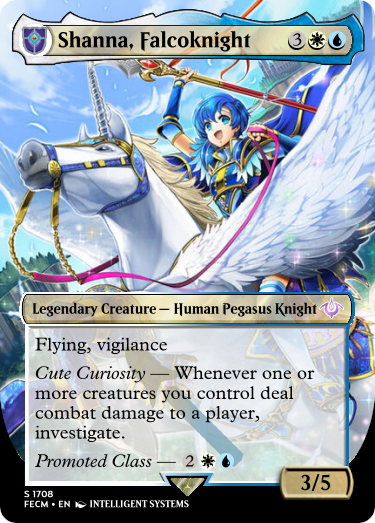 Shanna, Falcoknight 3
Legendary Creature — Human Pegasus Knight
Flying, vigilance
Cute Curiosity — Whenever one or
more creatures you control deal
combat damage to a player,
investigate.
Promoted Class — 2
3/5
S 1708
FECM • EN INTELLIGENT SYSTEMS